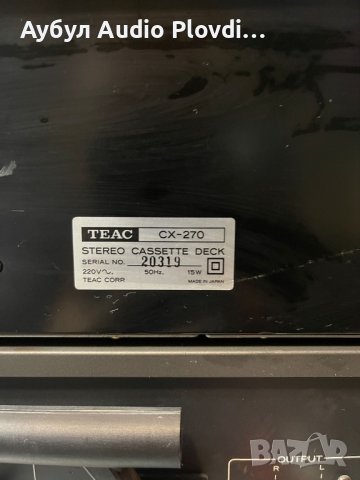 Аубул Audio Plovdi...
TEAC CX-270
STEREO CASSETTE DECK
SERIAL NO. 20319
220V~ 50Hz. 15W
TEAC CORP. MADE IN JAPAN
OUTPUT
R L
BAZAR